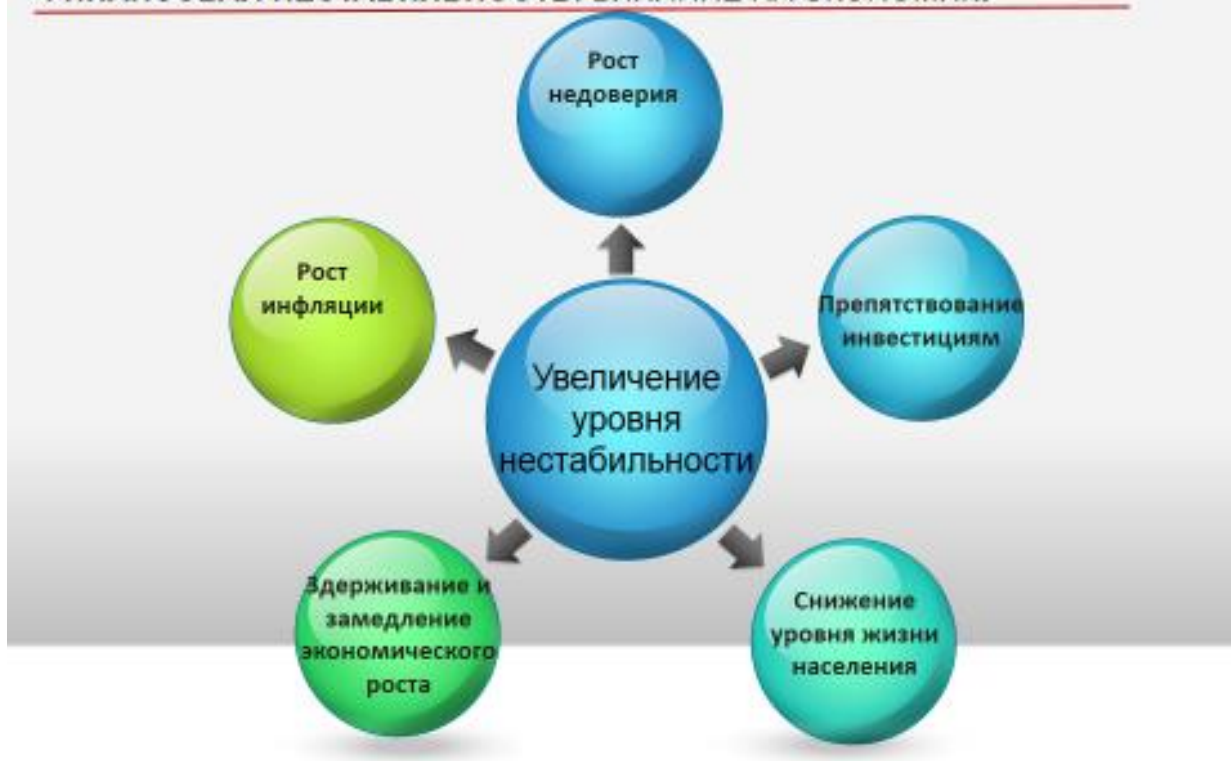 Рост
недоверия
Рост
инфляции
Препятствование
инвестициям
Увеличение
уровня
нестабильности
Здерживание и
замедление
экономического
роста
Снижение
уровня жизни
населения